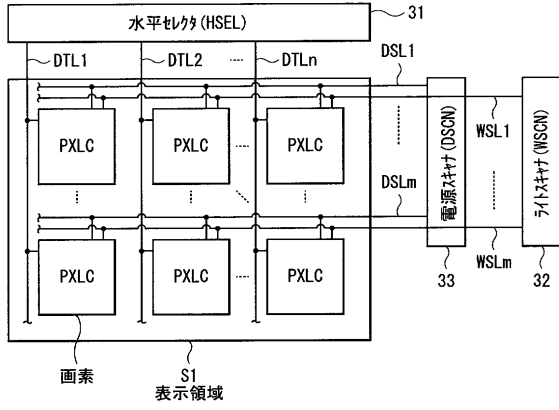 水平セレクタ(HSEL)
31
DTL1
DTL2
DTLn
DSL1
PXLC
PXLC
PXLC
WSL1
電源スキャナ(DSCN)
ライトスキャナ(WSCN)
DSLm
PXLC
PXLC
PXLC
WSLm
33
32
画素
S1
表示領域